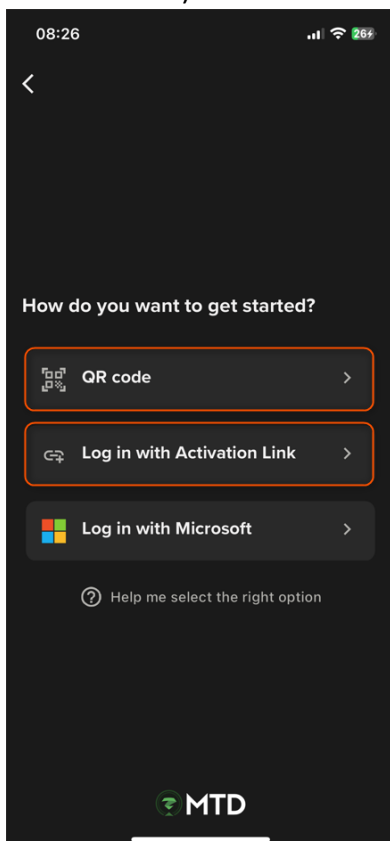 08:26
26
How do you want to get started?
QR code
Log in with Activation Link
Log in with Microsoft
Help me select the right option
MTD